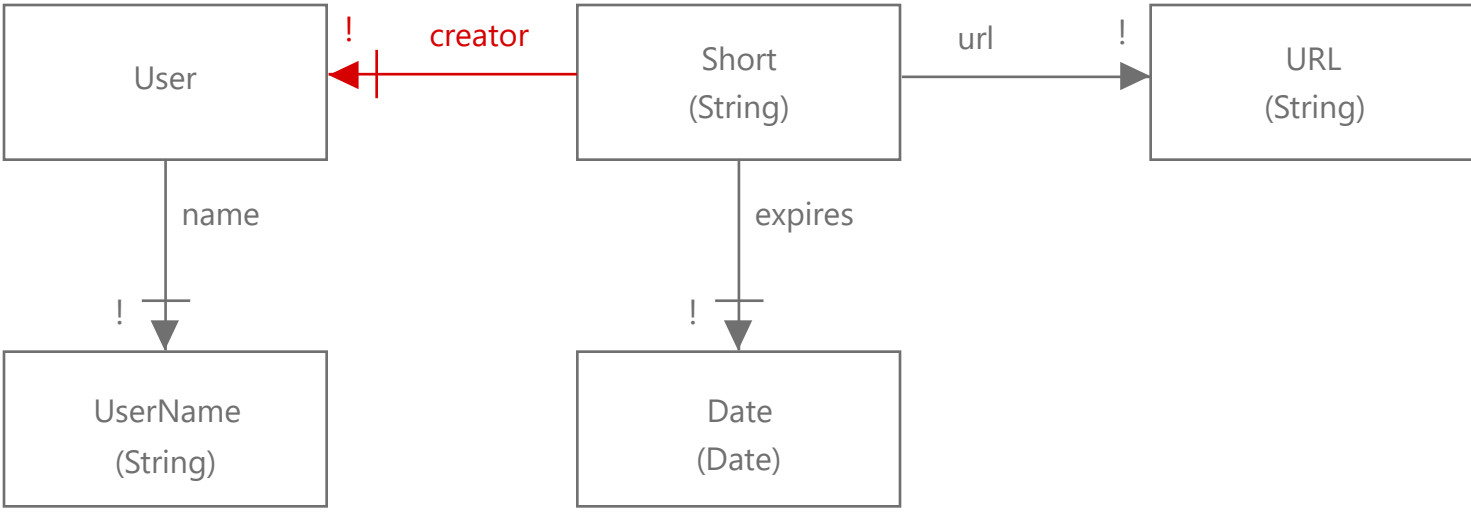 ! creator
User
Short
(String)
url !
URL
(String)
name
expires
!
!
UserName
(String)
Date
(Date)